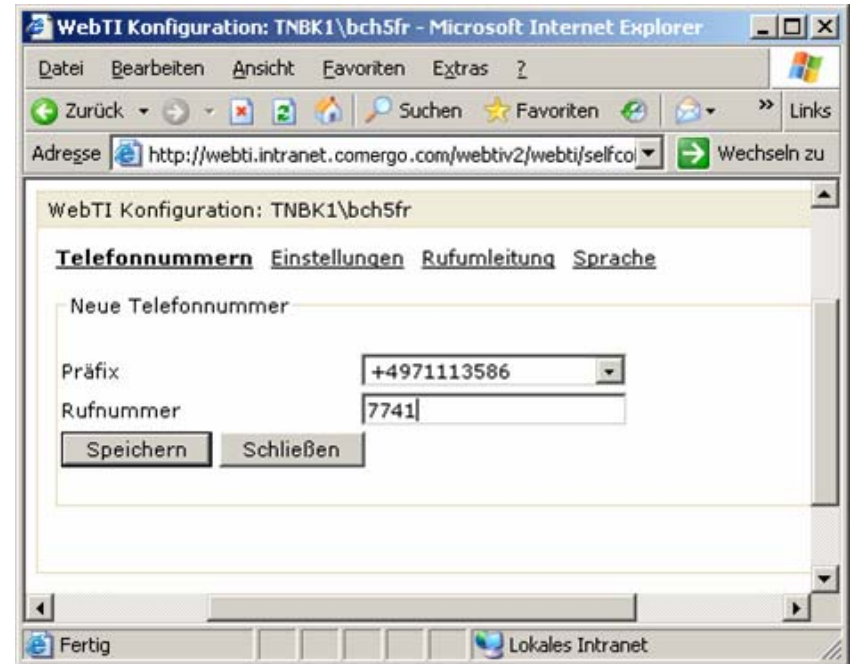 WebTI Konfiguration: TNBK1\bch5fr - Microsoft Internet Explorer
Datei Bearbeiten Ansicht Favoriten Extras ?
Zurück Suchen Favoriten » Links
Adresse http://webti.intranet.comergo.com/webtiv2/webti/selfco Wechseln zu
WebTI Konfiguration: TNBK1\bch5fr
Telefonnummern Einstellungen Rufumleitung Sprache
Neue Telefonnummer
Präfix +4971113586
Rufnummer 7741
Speichern Schließen
Fertig Lokales Intranet